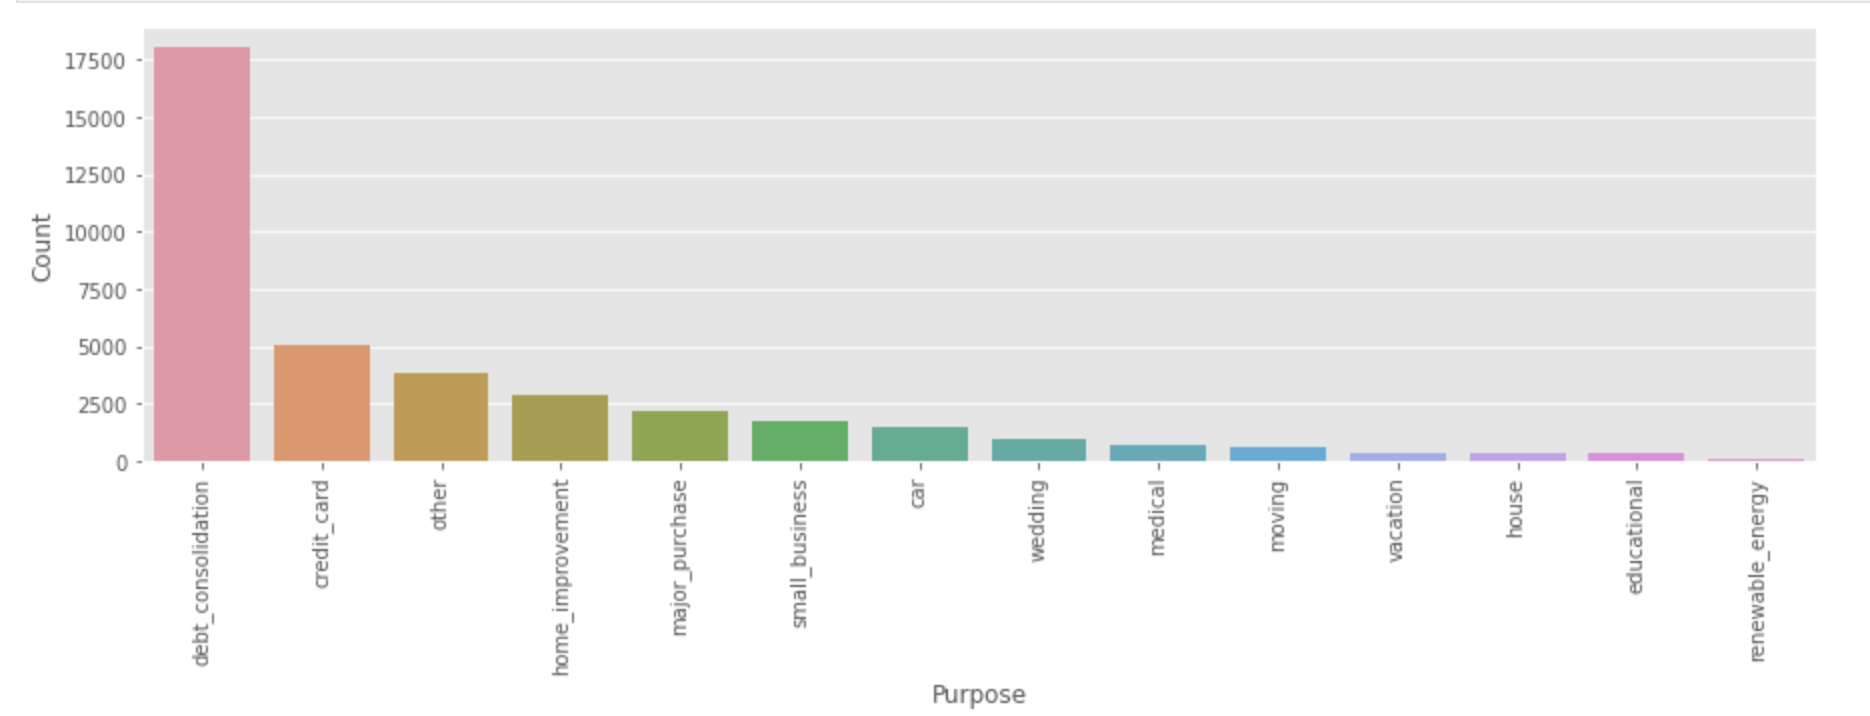 17500
15000
12500
10000
7500
5000
2500
0
Count
debt_consolidation
credit_card
other
home_improvement
major_purchase
small_business
car
wedding
medical
moving
vacation
house
educational
renewable_energy
Purpose